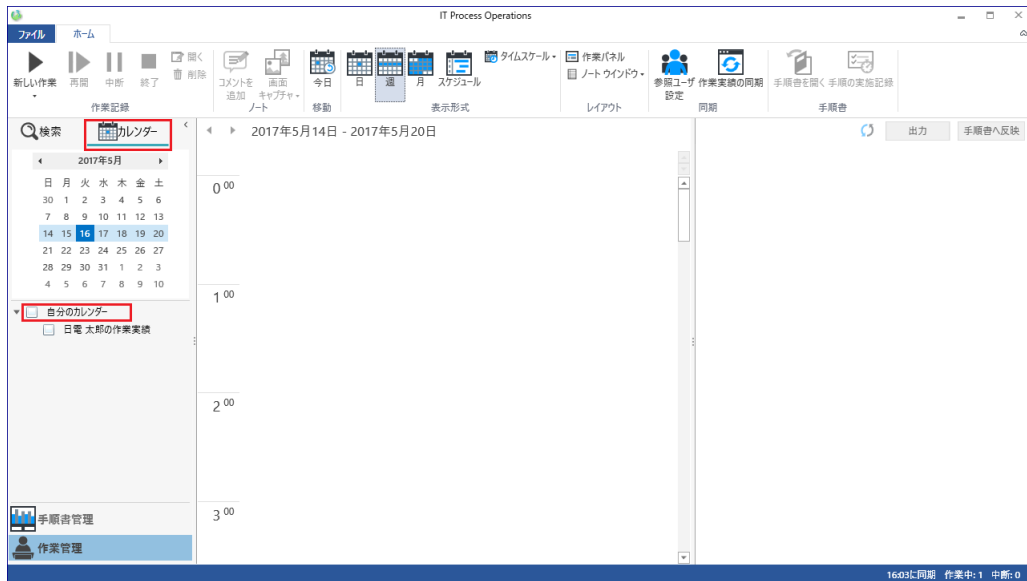 IT Process Operations
ファイル ホーム
新しい作業 再開 中断 終了 開く 削除
作業記録
コメントを追加 画面キャプチャ
ノート
今日
移動
日 週 月 スケジュール タイムスケール
表示形式
作業パネル
ノート ウインドウ
レイアウト
参照ユーザ設定 作業実績の同期
同期
手順書を開く 手順の実施記録
手順書
検索 カレンダー
2017年5月14日 - 2017年5月20日
出力 手順書へ反映
2017年5月
日 月 火 水 木 金 土
30 1 2 3 4 5 6
7 8 9 10 11 12 13
14 15 16 17 18 19 20
21 22 23 24 25 26 27
28 29 30 31 1 2 3
4 5 6 7 8 9 10
自分のカレンダー
日電 太郎の作業実績
0 00
1 00
2 00
3 00
手順書管理
作業管理
16:03に同期 作業中: 1 中断: 0